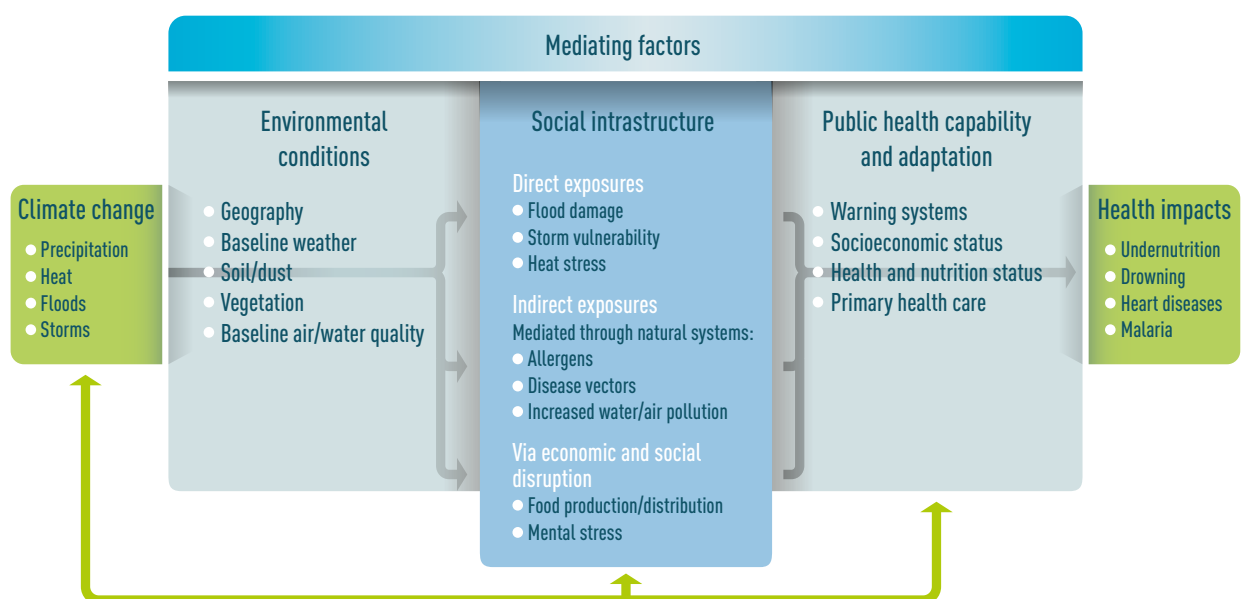 Mediating factors
Environmental
conditions
Social intrastructure
Public health capability
and adaptation
Climate change
Precipitation
Heat
Floods
Storms
Geography
Baseline weather
Soil/dust
Vegetation
Baseline air/water quality
Direct exposures
Flood damage
Storm vulnerability
Heat stress
Indirect exposures
Mediated through natural systems:
Allergens
Disease vectors
Increased water/air pollution
Via economic and social
disruption
Food production/distribution
Mental stress
Warning systems
Socioeconomic status
Health and nutrition status
Primary health care
Health impacts
Undernutrition
Drowning
Heart diseases
Malaria